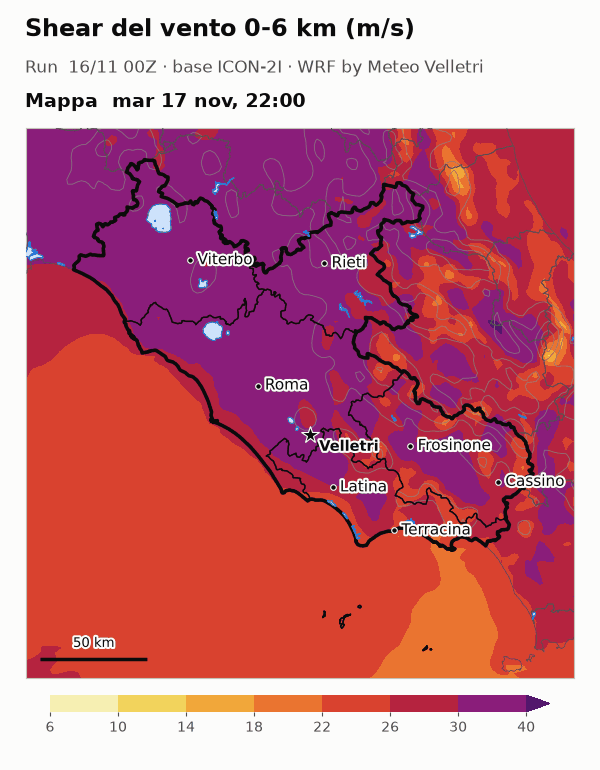 Shear del vento 0-6 km (m/s)
Run  16/11 00Z · base ICON-2I · WRF by Meteo Velletri
Mappa  mar 17 nov, 22:00
Viterbo
Rieti
Roma
Velletri
Frosinone
Cassino
Latina
Terracina
50 km
6 10 14 18 22 26 30 40